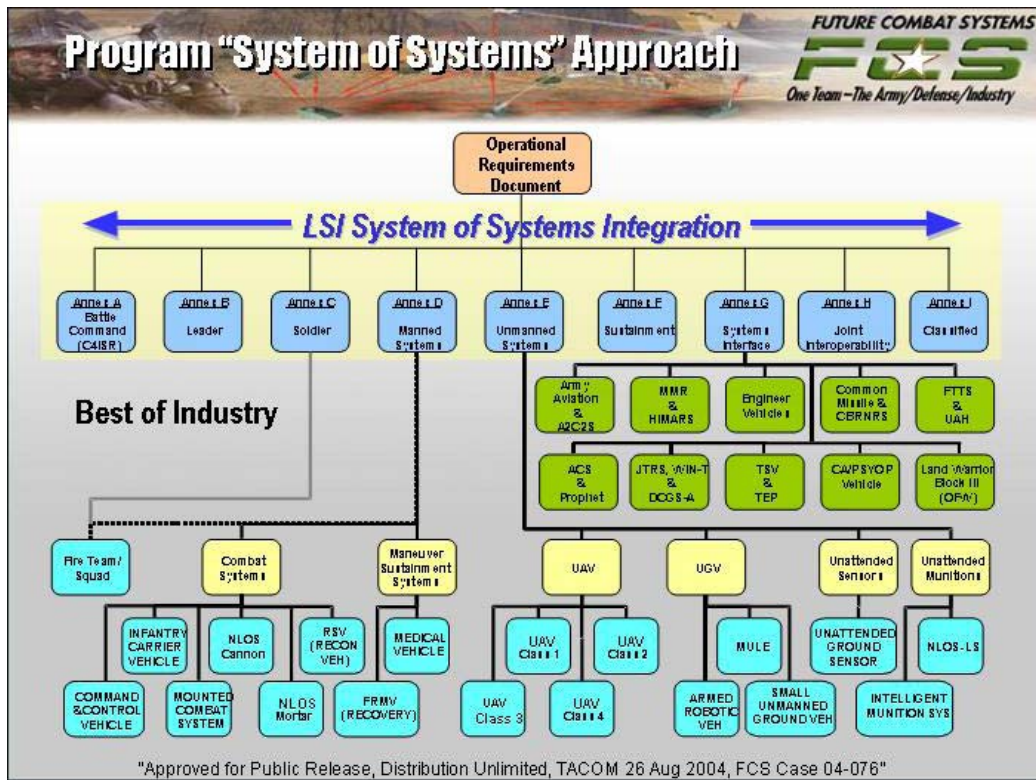 Program "System of Systems" Approach
FUTURE COMBAT SYSTEMS
FCS
One Team–The Army/Defense/Industry
Operational
Requirements
Document
LSI System of Systems Integration
Annex A
Battle
Command
(C4ISR)
Annex B
Leader
Annex C
Soldier
Annex D
Manned
Systems
Annex E
Unmanned
Systems
Annex F
Sustainment
Annex G
Systems
Interface
Annex H
Joint
Interoperability
Annex I
Classified
Best of Industry
Army
Aviation
&
A2C2S
MMR
&
HIMARS
Engineer
Vehicles
Common
Missile &
CBRNRS
FTTS
&
UAH
ACS
&
Prophet
JTRS, WIN-T
&
DCGS-A
TSV
&
TEP
CA/PSYOP
Vehicle
Land Warrior
Block III
(OFW)
Fire Team/
Squad
Combat
Systems
Maneuver
Sustainment
Systems
UAV
UGV
Unattended
Sensors
Unattended
Munitions
INFANTRY
CARRIER
VEHICLE
NLOS
Cannon
RSV
(RECON
VEH)
MEDICAL
VEHICLE
UAV
Class 1
UAV
Class 2
MULE
UNATTENDED
GROUND
SENSOR
NLOS-LS
COMMAND
&CONTROL
VEHICLE
MOUNTED
COMBAT
SYSTEM
NLOS
Mortar
FRMV
(RECOVERY)
UAV
Class 3
UAV
Class 4
ARMED
ROBOTIC
VEH
SMALL
UNMANNED
GROUND VEH
INTELLIGENT
MUNITION SYS
"Approved for Public Release, Distribution Unlimited, TACOM 26 Aug 2004, FCS Case 04-076"